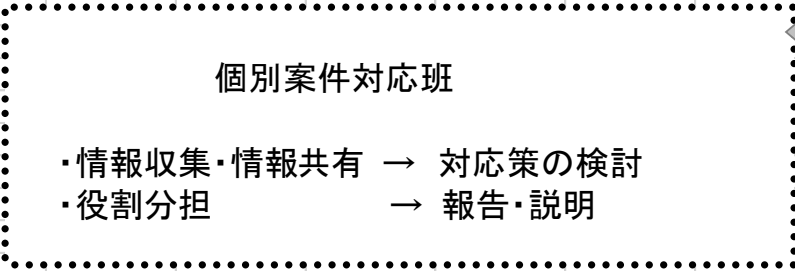 個別案件対応班
・情報収集・情報共有 → 対応策の検討
・役割分担 → 報告・説明